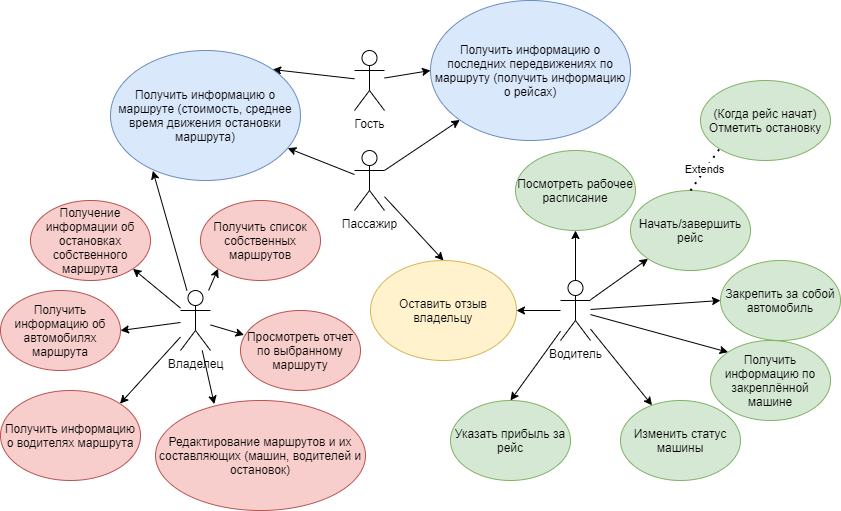 Получить информацию о
маршруте (стоимость, среднее
время движения остановки
маршрута)
Гость
Получить информацию о
последних передвижениях по
маршруту (получить информацию
о рейсах)
(Когда рейс начат)
Отметить остановку
Extends
Пассажир
Посмотреть рабочее
расписание
Начать/завершить
рейс
Получение
информации об
остановках
собственного
маршрута
Получить список
собственных
маршрутов
Оставить отзыв
владельцу
Закрепить за собой
автомобиль
Получить
информацию об
автомобилях
маршрута
Владелец
Просмотреть отчет
по выбранному
маршруту
Водитель
Получить
информацию по
закреплённой
машине
Получить информацию
о водителях маршрута
Редактирование маршрутов и их
составляющих (машин, водителей и
остановок)
Указать прибыль за
рейс
Изменить статус
машины